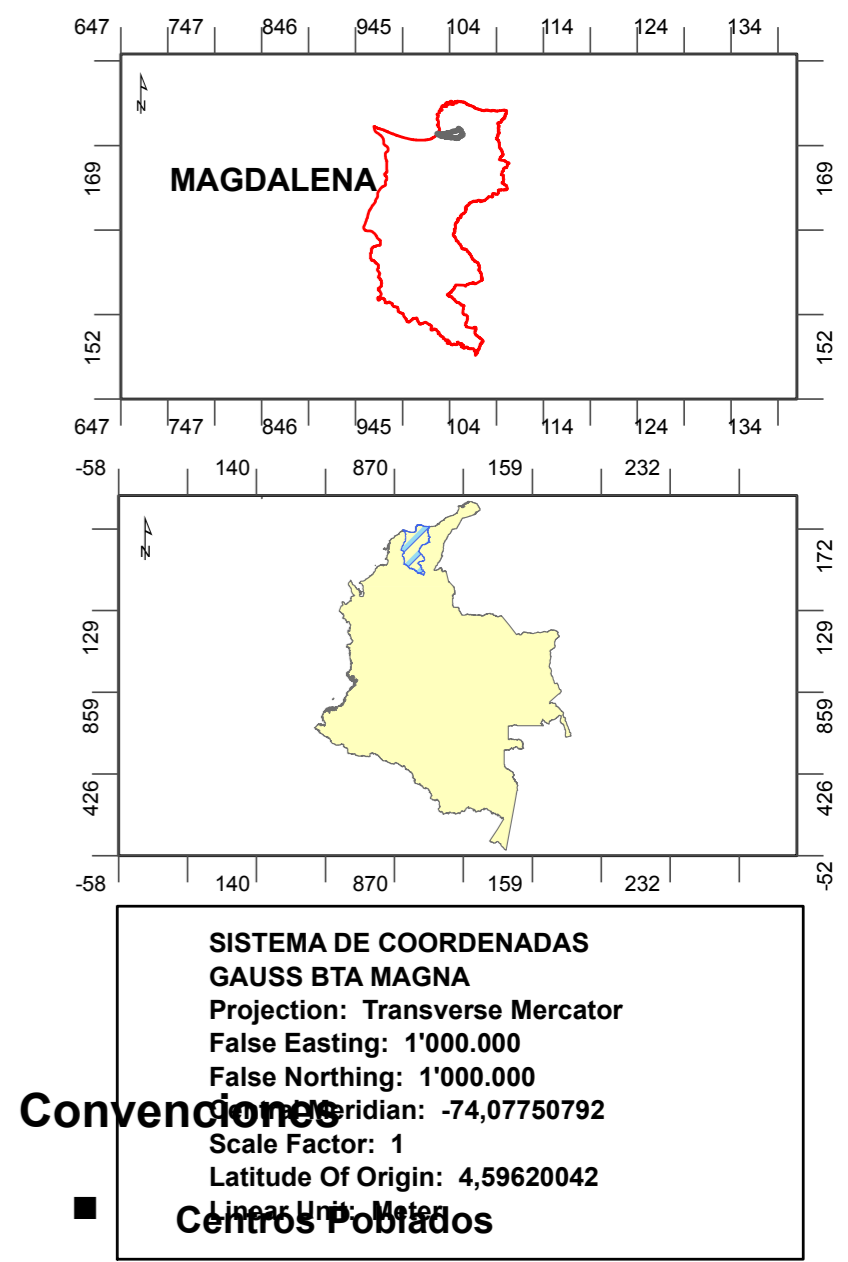 647 747 846 945 104 114 124 134
N
169 169
MAGDALENA
152 152
647 747 846 945 104 114 124 134
-58 140 870 159 232
N
172
129 129
859 859
426 426
-52
-58 140 870 159 232
SISTEMA DE COORDENADAS
GAUSS BTA MAGNA
Projection: Transverse Mercator
False Easting: 1'000.000
False Northing: 1'000.000
Convenciones
Central Meridian: -74,07750792
Scale Factor: 1
Latitude Of Origin: 4,59620042
Linear Unit: Meter
Centros Poblados